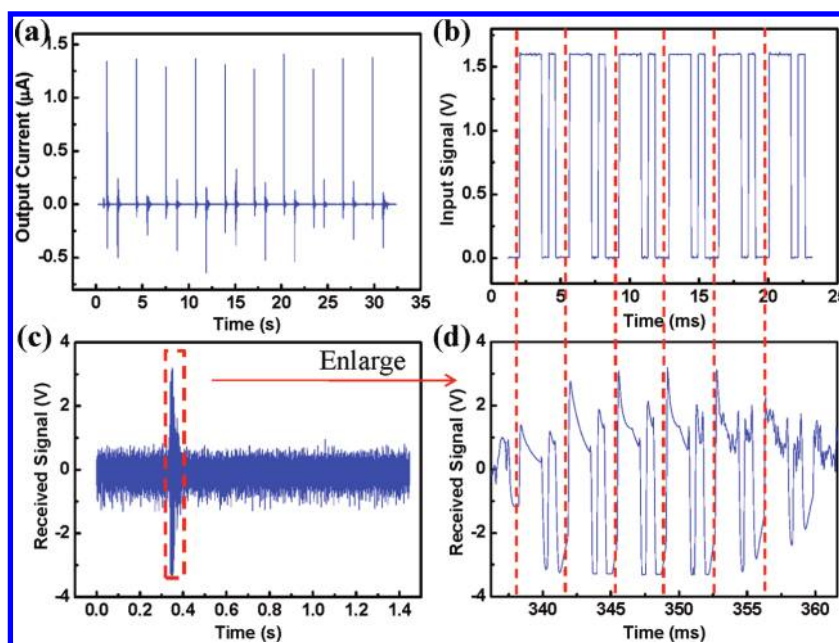 (a)
Output Current (μA)
1.5
1.0
0.5
0.0
-0.5
0 5 10 15 20 25 30 35
Time (s)
(b)
Input Signal (V)
1.5
1.0
0.5
0.0
0 5 10 15 20 25
Time (ms)
(c)
Received Signal (V)
4
2
0
-2
-4
0.0 0.2 0.4 0.6 0.8 1.0 1.2 1.4
Time (s)
Enlarge
(d)
Received Signal (V)
4
2
0
-2
-4
340 345 350 355 360
Time (ms)